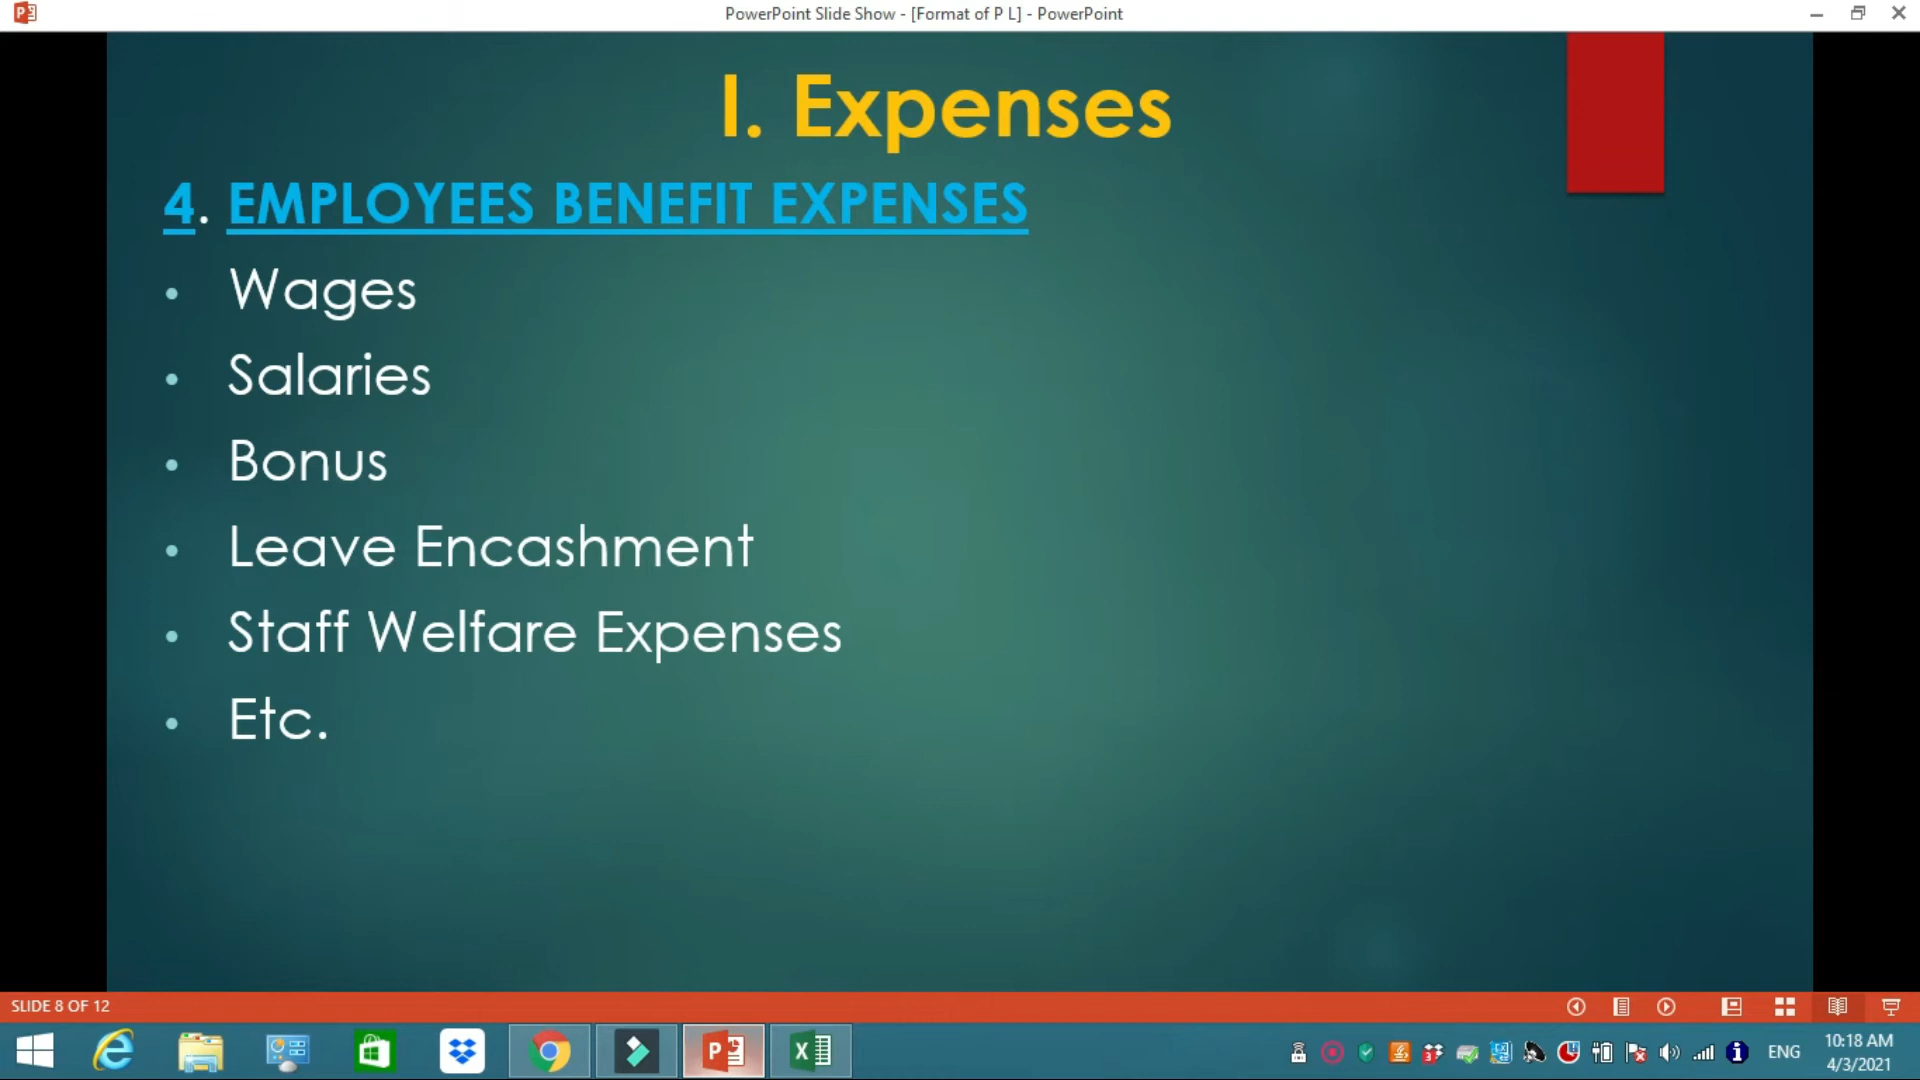 PowerPoint Slide Show - [Format of P L] - PowerPoint
I. Expenses
4. EMPLOYEES BENEFIT EXPENSES
• Wages
• Salaries
• Bonus
• Leave Encashment
• Staff Welfare Expenses
• Etc.
SLIDE 8 OF 12
ENG
10:18 AM
4/3/2021